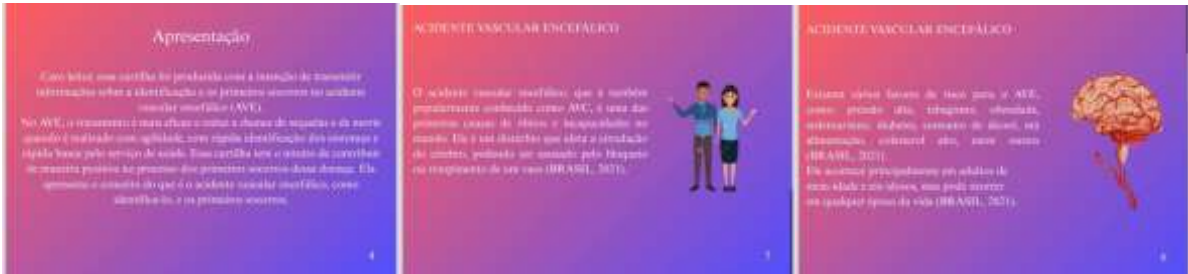 Apresentação
Caro leitor, essa cartilha foi produzida com a intenção de transmitir
informações sobre a identificação e os primeiros socorros no acidente
vascular encefálico (AVE).
No AVE, o tratamento é mais eficaz e reduz a chance de sequelas e de morte
quando é realizado com agilidade, com rápida identificação dos sintomas e
rápida busca pelo serviço de saúde. Essa cartilha tem o intuito de contribuir
de maneira positiva no processo dos primeiros socorros dessa doença. Ela
apresenta o conceito do que é o acidente vascular encefálico, como
identificá-lo, e os primeiros socorros.
4
ACIDENTE VASCULAR ENCEFÁLICO
O acidente vascular encefálico, que é também
popularmente conhecido como AVC, é uma das
primeiras causas de óbitos e incapacidades no
mundo. Ele é um distúrbio que afeta a circulação
do cérebro, podendo ser causado pelo bloqueio
ou rompimento de um vaso (BRASIL, 2021).
5
ACIDENTE VASCULAR ENCEFÁLICO
Existem vários fatores de risco para o AVE,
como: pressão alta, tabagismo, obesidade,
sedentarismo, diabetes, consumo de álcool, má
alimentação, colesterol alto, entre outros
(BRASIL, 2021).
Ele acontece principalmente em adultos de
meia-idade e em idosos, mas pode ocorrer
em qualquer época da vida (BRASIL, 2021).